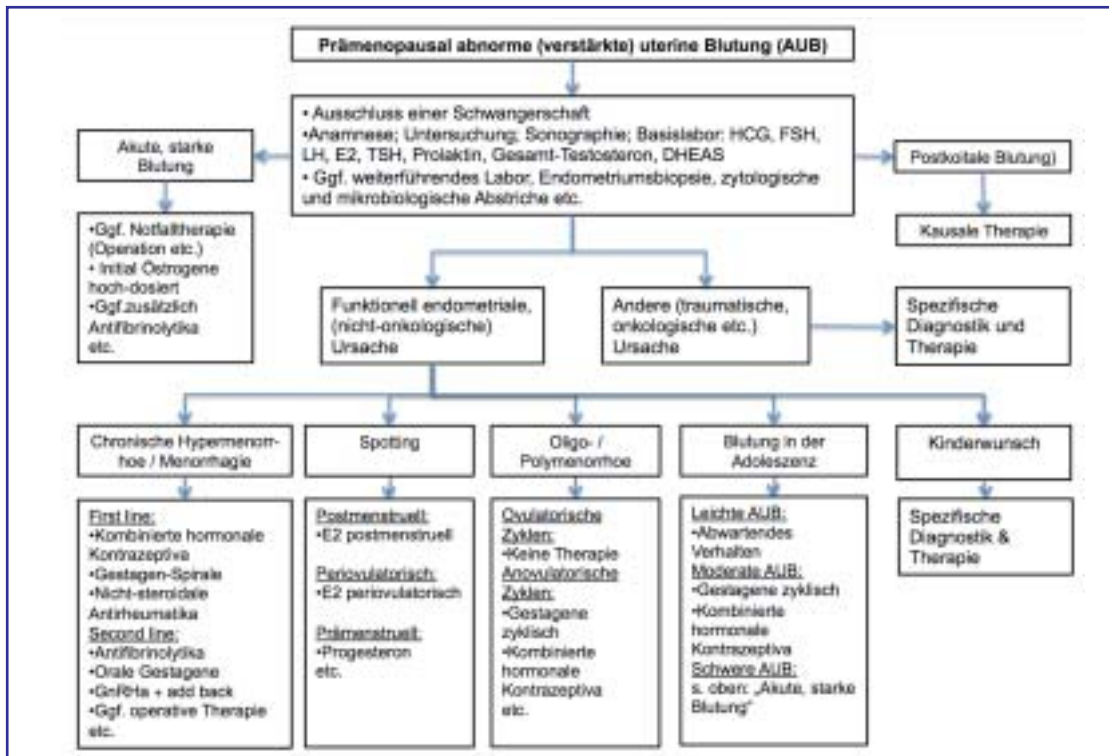 Prämenopausal abnorme (verstärkte) uterine Blutung (AUB)
• Ausschluss einer Schwangerschaft
•Anamnese; Untersuchung; Sonographie; Basislabor: HCG, FSH,
LH, E2, TSH, Prolaktin, Gesamt-Testosteron, DHEAS
• Ggf. weiterführendes Labor, Endometriumsbiopsie, zytologische
und mikrobiologische Abstriche etc.
Akute, starke
Blutung
•Ggf. Notfalltherapie
(Operation etc.)
• Initial Östrogene
hoch-dosiert
•Ggf.zusätzlich
Antifibrinolytika
etc.
Postkoitale Blutung)
Kausale Therapie
Funktionell endometriale,
(nicht-onkologische)
Ursache
Andere (traumatische,
onkologische etc.)
Ursache
Spezifische
Diagnostik und
Therapie
Chronische Hypermenorr-
hoe / Menorrhagie
Spotting
Oligo- /
Polymenorrhoe
Blutung in der
Adoleszenz
Kinderwunsch
First line:
•Kombinierte hormonale
Kontrazeptiva
•Gestagen-Spirale
•Nicht-steroidale
Antirheumatika
Second line:
•Antifibrinolytika
•Orale Gestagene
•GnRHa + add back
•Ggf. operative Therapie
etc.
Postmenstruell:
•E2 postmenstruell
Periovulatorisch:
•E2 periovulatorisch
Prämenstruell:
•Progesteron
etc.
Ovulatorische
Zyklen:
•Keine Therapie
Anovulatorische
Zyklen:
•Gestagene
zyklisch
•Kombinierte
hormonale
Kontrazeptiva
etc.
Leichte AUB:
•Abwartendes
Verhalten
Moderate AUB:
•Gestagene zyklisch
•Kombinierte
hormonale
Kontrazeptiva
Schwere AUB:
s. oben: „Akute, starke
Blutung"
Spezifische
Diagnostik &
Therapie